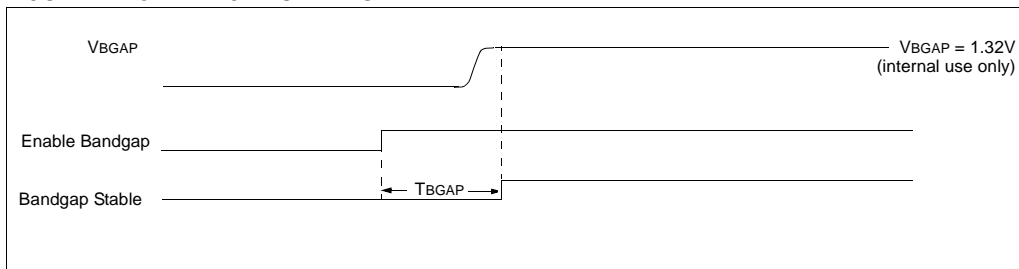 VBGAP
VBGAP = 1.32V
(internal use only)
Enable Bandgap
TBGAP
Bandgap Stable